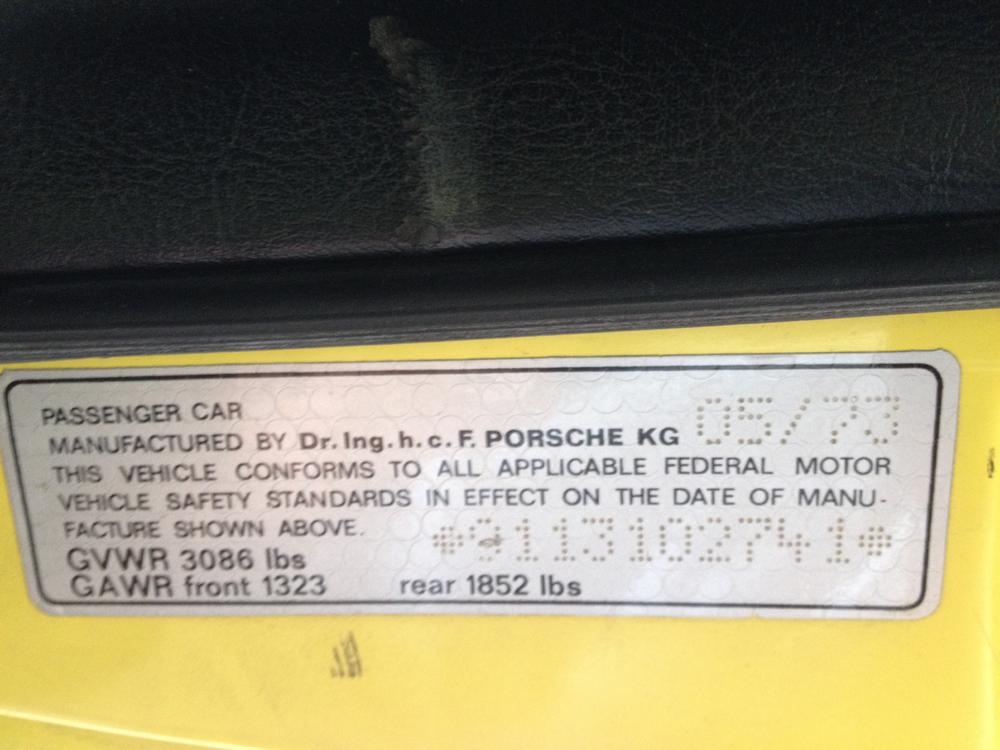 PASSENGER CAR 05/73
MANUFACTURED BY Dr.Ing.h.c.F. PORSCHE KG
THIS VEHICLE CONFORMS TO ALL APPLICABLE FEDERAL MOTOR
VEHICLE SAFETY STANDARDS IN EFFECT ON THE DATE OF MANU-
FACTURE SHOWN ABOVE. *9113102741*
GVWR 3086 lbs
GAWR front 1323 rear 1852 lbs